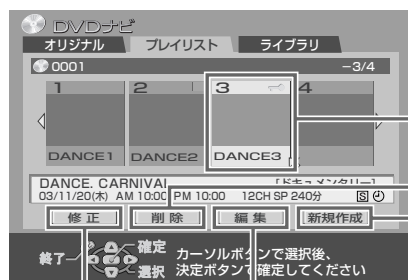 DVDナビ
オリジナル プレイリスト ライブラリ
0001 −3/4
1 2 3 4
DANCE1 DANCE2 DANCE3
DANCE. CARNIVAL [ドキュメンタリー]
03/11/20(木) AM 10:00 PM 10:00 12CH SP 240分 S
修正 削除 編集 新規作成
終了 確定 カーソルボタンで選択後、
選択 決定ボタンで確定してください